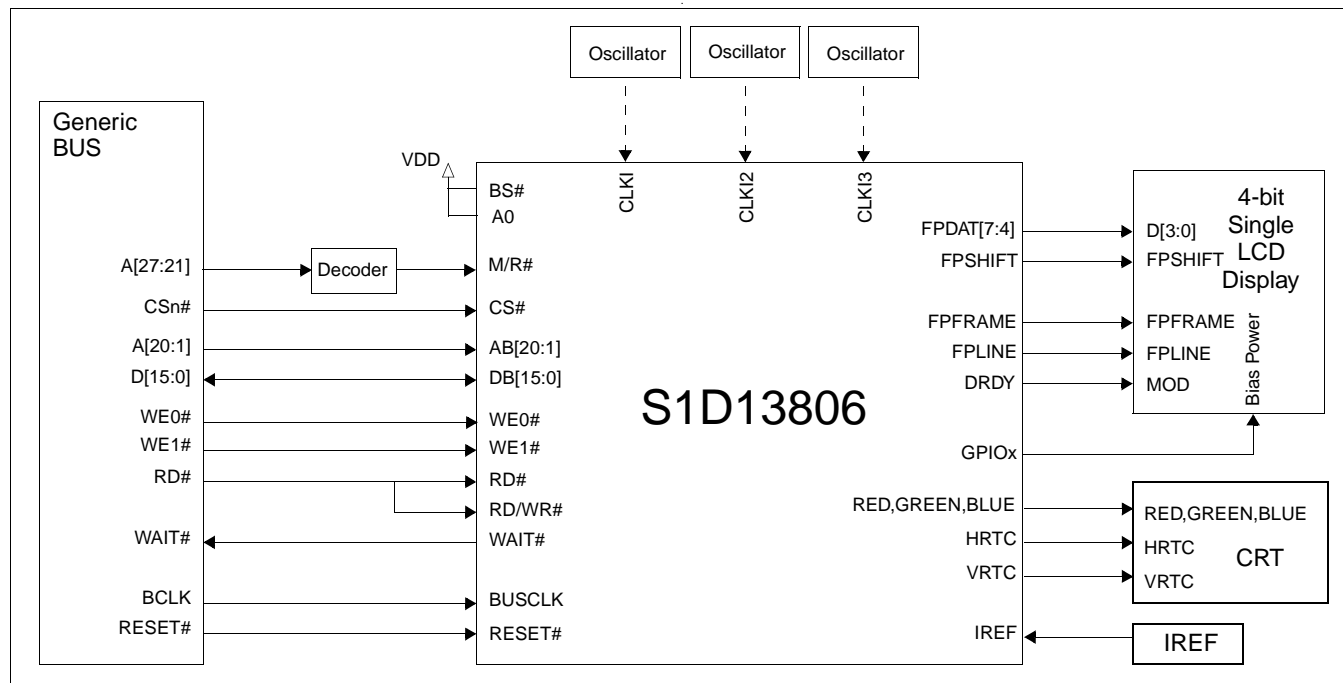 Oscillator
Oscillator
Oscillator
Generic
BUS
VDD
BS#
A0
CLKI
CLKI2
CLKI3
A[27:21]
Decoder
M/R#
CSn#
CS#
A[20:1]
AB[20:1]
D[15:0]
DB[15:0]
WE0#
WE0#
WE1#
WE1#
RD#
RD#
RD/WR#
WAIT#
WAIT#
BCLK
BUSCLK
RESET#
RESET#
S1D13806
FPDAT[7:4]
FPSHIFT
FPFRAME
FPLINE
DRDY
GPIOx
RED,GREEN,BLUE
HRTC
VRTC
IREF
4-bit
Single
LCD
Display
D[3:0]
FPSHIFT
FPFRAME
FPLINE
MOD
Bias Power
RED,GREEN,BLUE
HRTC
VRTC
CRT
IREF